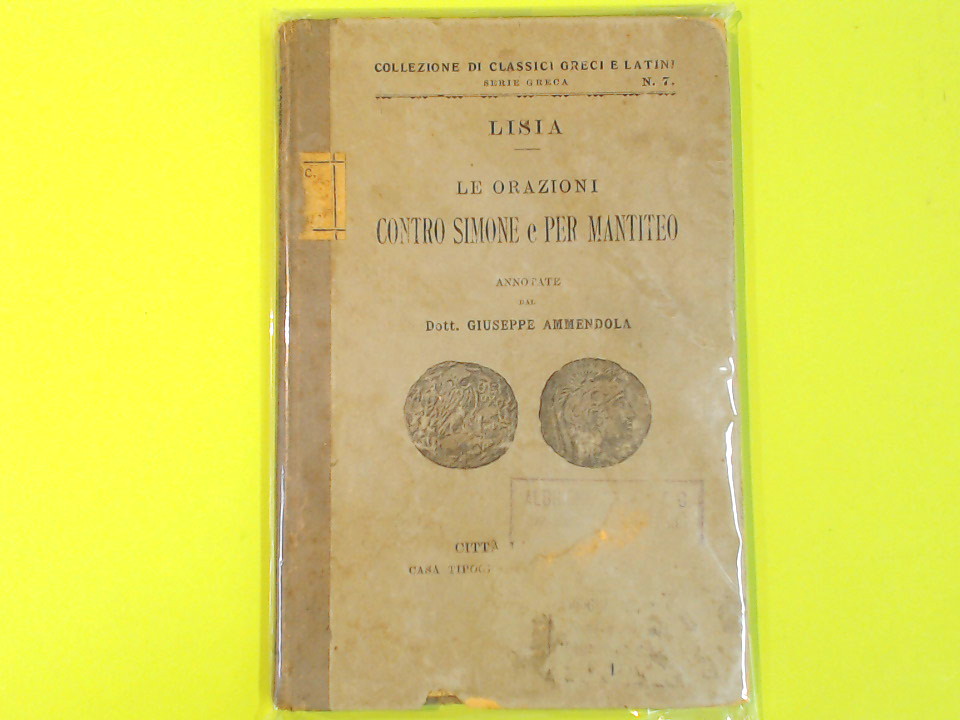 COLLEZIONE DI CLASSICI GRECI E LATINI
SERIE GRECA N. 7.
LISIA
C.
LE ORAZIONI
CONTRO SIMONE e PER MANTITEO
ANNOTATE
DAL
Dott. GIUSEPPE AMMENDOLA
CITTÀ
CASA